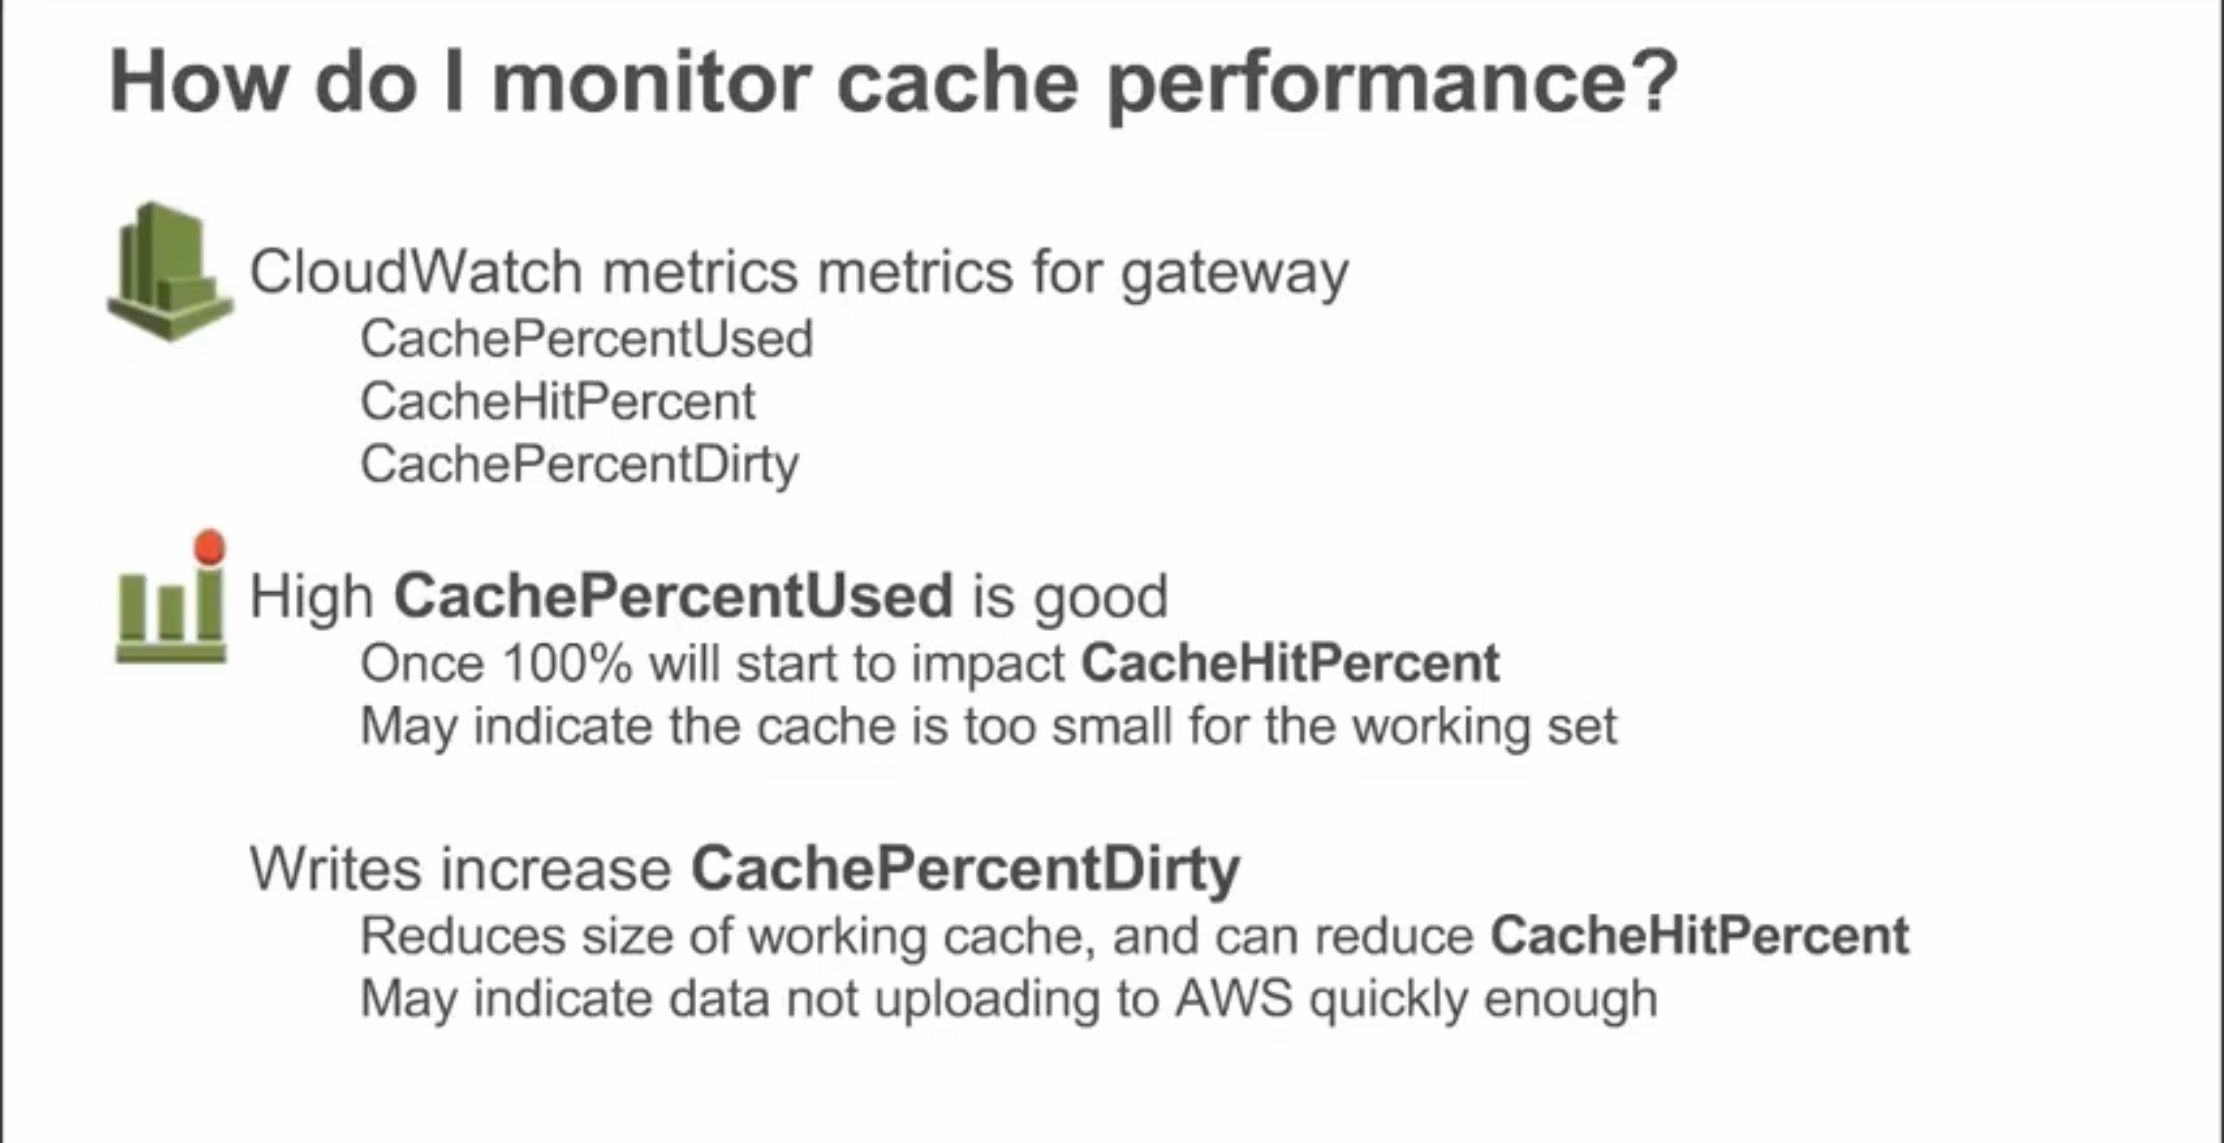 How do I monitor cache performance?
CloudWatch metrics metrics for gateway
CachePercentUsed
CacheHitPercent
CachePercentDirty
High CachePercentUsed is good
Once 100% will start to impact CacheHitPercent
May indicate the cache is too small for the working set
Writes increase CachePercentDirty
Reduces size of working cache, and can reduce CacheHitPercent
May indicate data not uploading to AWS quickly enough